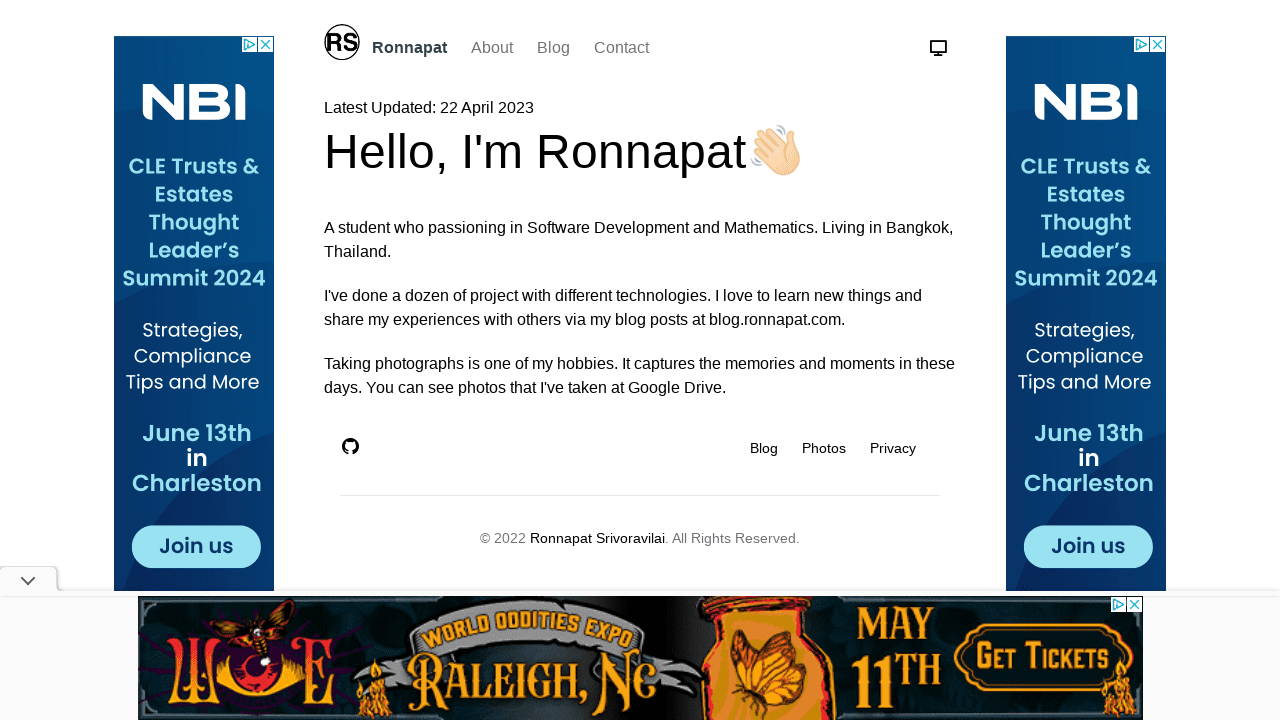 RS Ronnapat About Blog Contact
Latest Updated: 22 April 2023
Hello, I'm Ronnapat
A student who passioning in Software Development and Mathematics. Living in Bangkok,
Thailand.
I've done a dozen of project with different technologies. I love to learn new things and
share my experiences with others via my blog posts at blog.ronnapat.com.
Taking photographs is one of my hobbies. It captures the memories and moments in these
days. You can see photos that I've taken at Google Drive.
Blog Photos Privacy
© 2022 Ronnapat Srivoravilai. All Rights Reserved.
NBI
CLE Trusts &
Estates
Thought
Leader's
Summit 2024
Strategies,
Compliance
Tips and More
June 13th
in
Charleston
Join us
NBI
CLE Trusts &
Estates
Thought
Leader's
Summit 2024
Strategies,
Compliance
Tips and More
June 13th
in
Charleston
Join us
WOE
WORLD ODDITIES EXPO
RALEIGH, NC
MAY
11TH
GET TICKETS